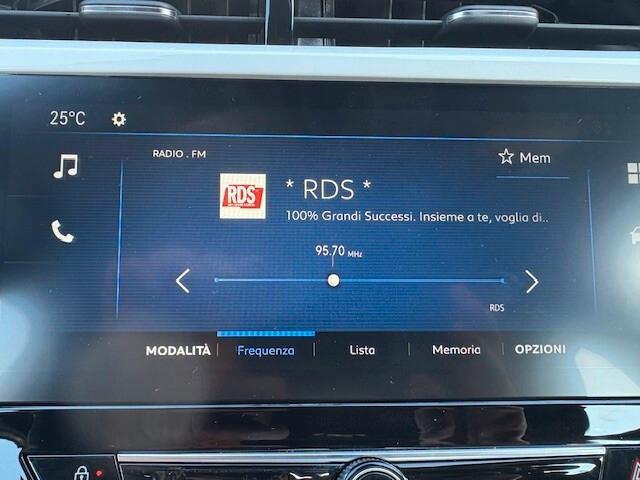 25°C
RADIO . FM
Mem
RDS
* RDS *
100% Grandi Successi. Insieme a te, voglia di..
95.70 MHz
RDS
MODALITÀ Frequenza Lista Memoria OPZIONI